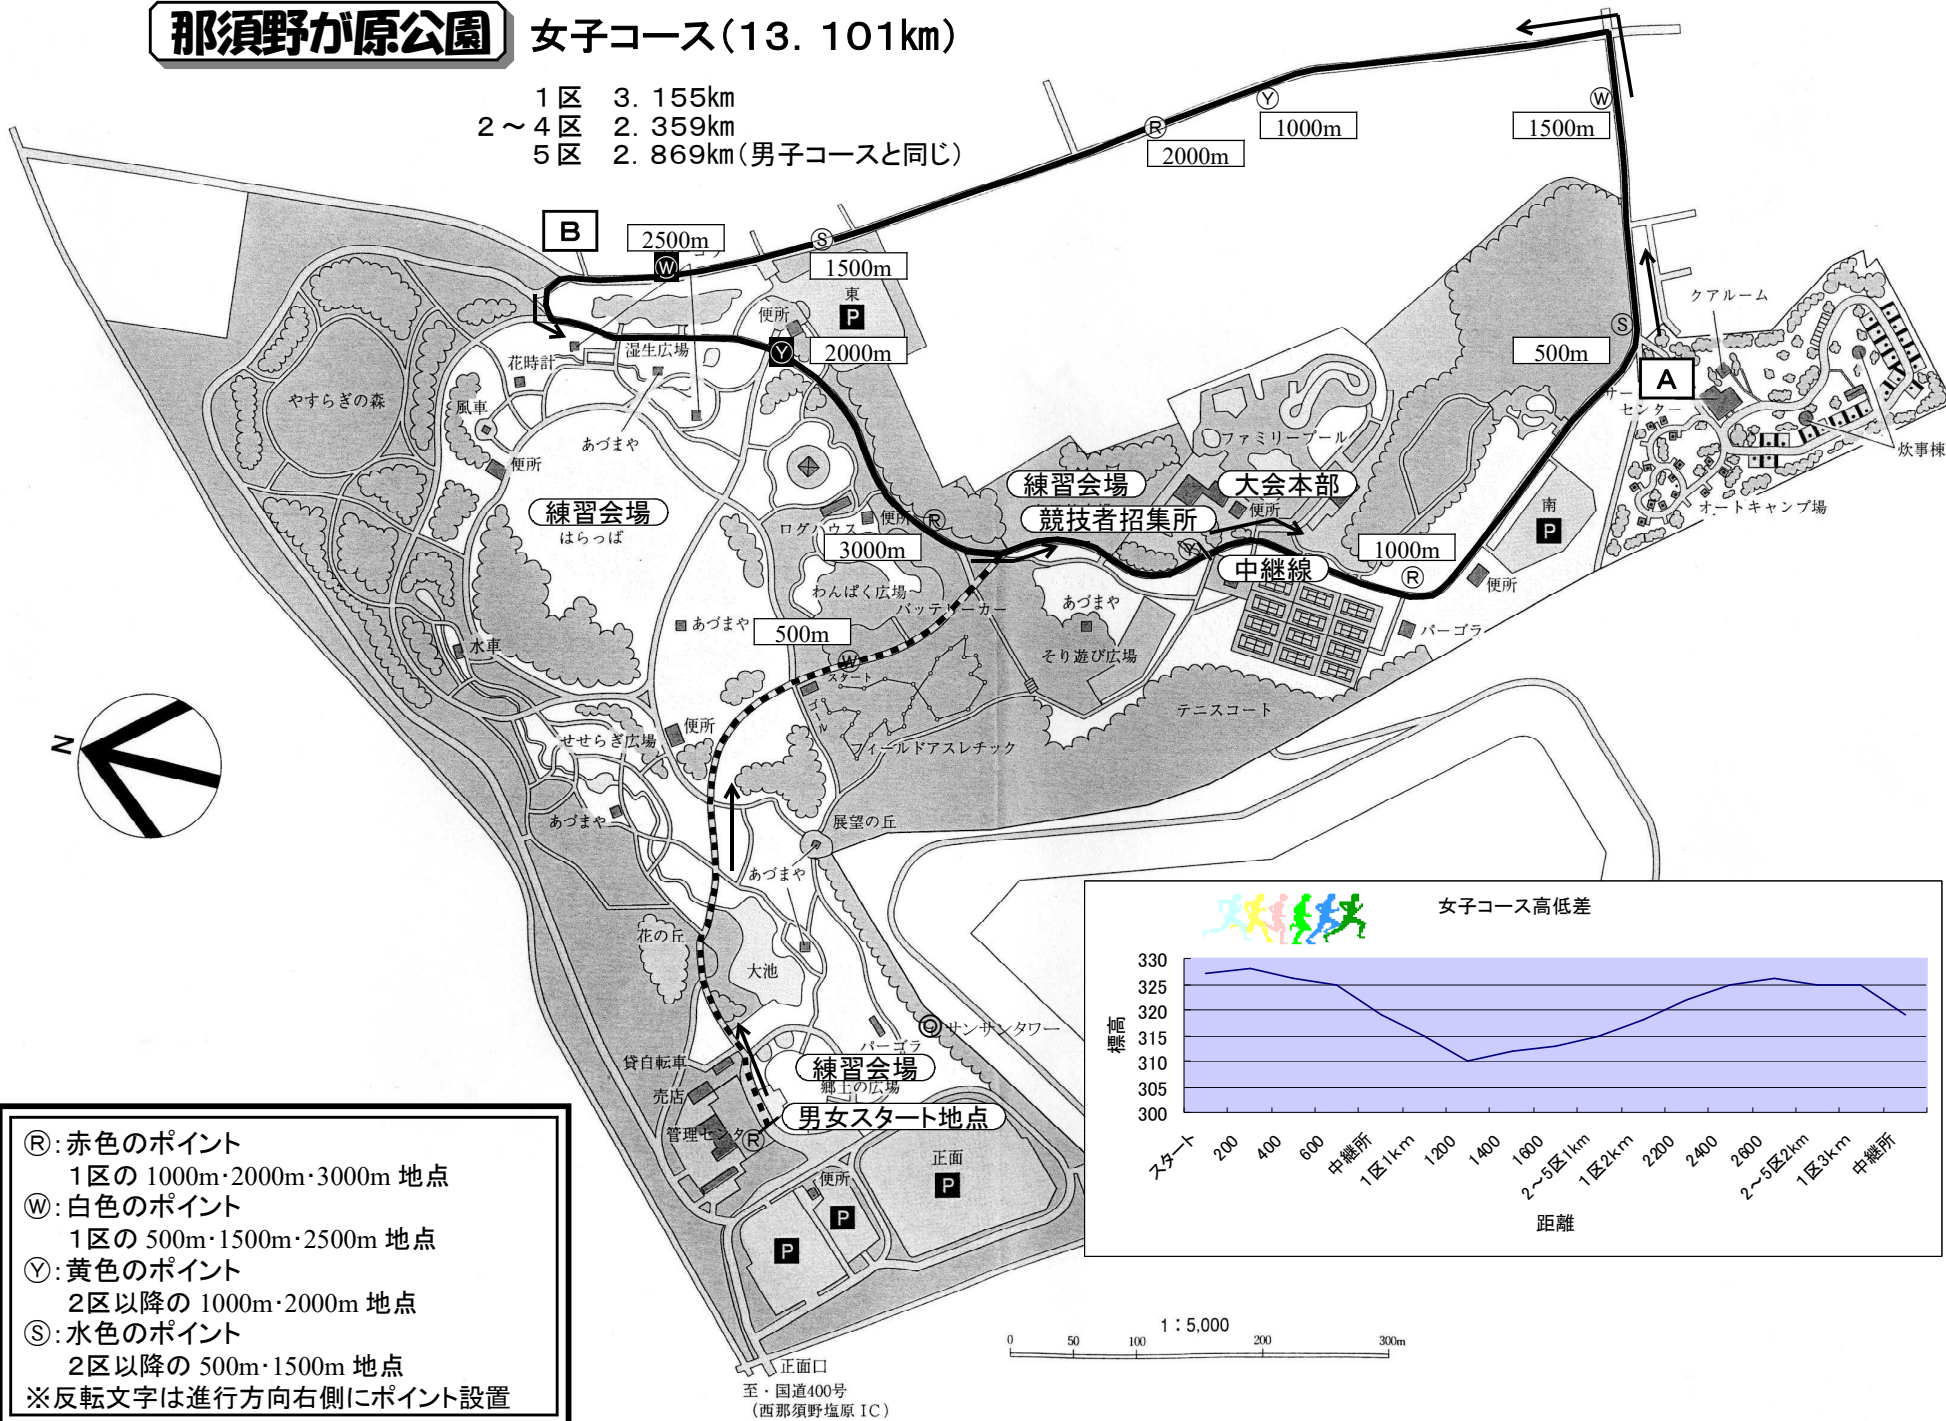 那須野が原公園 女子コース(13.101km)
1区 3.155km
2～4区 2.359km
5区 2.869km(男子コースと同じ)
Ⓨ
1000m
Ⓦ
1500m
Ⓡ
2000m
B
2500m
Ⓦ
Ⓢ
1500m
東
P
便所
Ⓨ
2000m
湿生広場
花時計
やすらぎの森
風車
あづまや
便所
練習会場
はらっぱ
ログハウス
便所
Ⓡ
3000m
わんぱく広場
バッテリーカー
あづまや
500m
Ⓦ
スタート
ゴール
水車
せせらぎ広場
便所
フィールドアスレチック
あづまや
展望の丘
あづまや
花の丘
大池
サンサンタワー
パーゴラ
貸自転車
練習会場
郷土の広場
売店
男女スタート地点
管理センター
Ⓡ
便所
正面
P
P
P
正面口
至・国道400号
(西那須野塩原IC)
クアルーム
Ⓢ
500m
A
センター
炊事棟
オートキャンプ場
ファミリープール
練習会場
大会本部
便所
競技者招集所
Ⓨ
中継線
1000m
Ⓡ
南
P
便所
パーゴラ
あづまや
そり遊び広場
テニスコート
N
女子コース高低差
330
325
320
315
310
305
300
標高
スタート
200
400
600
中継所
1区1km
1200
1400
1600
2～5区1km
1区2km
2200
2400
2600
2～5区2km
1区3km
中継所
距離
1：5,000
0 50 100 200 300m
Ⓡ：赤色のポイント
1区の 1000m・2000m・3000m 地点
Ⓦ：白色のポイント
1区の 500m・1500m・2500m 地点
Ⓨ：黄色のポイント
2区以降の 1000m・2000m 地点
Ⓢ：水色のポイント
2区以降の 500m・1500m 地点
※反転文字は進行方向右側にポイント設置